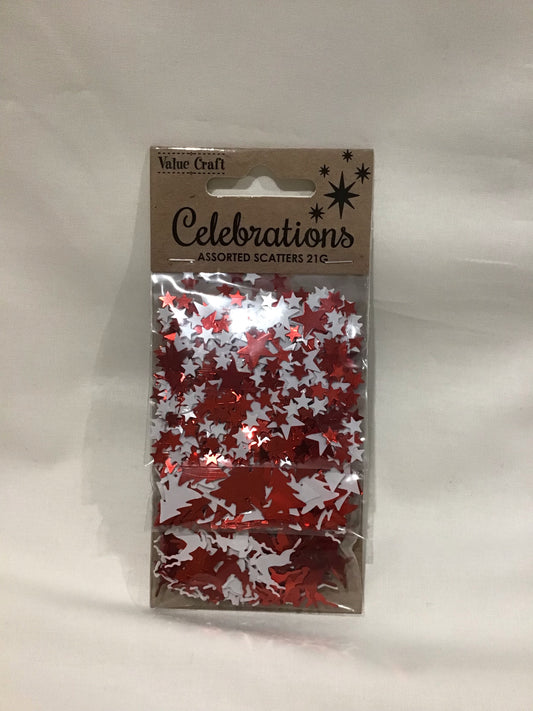 Value Craft
Celebrations
ASSORTED SCATTERS 21G